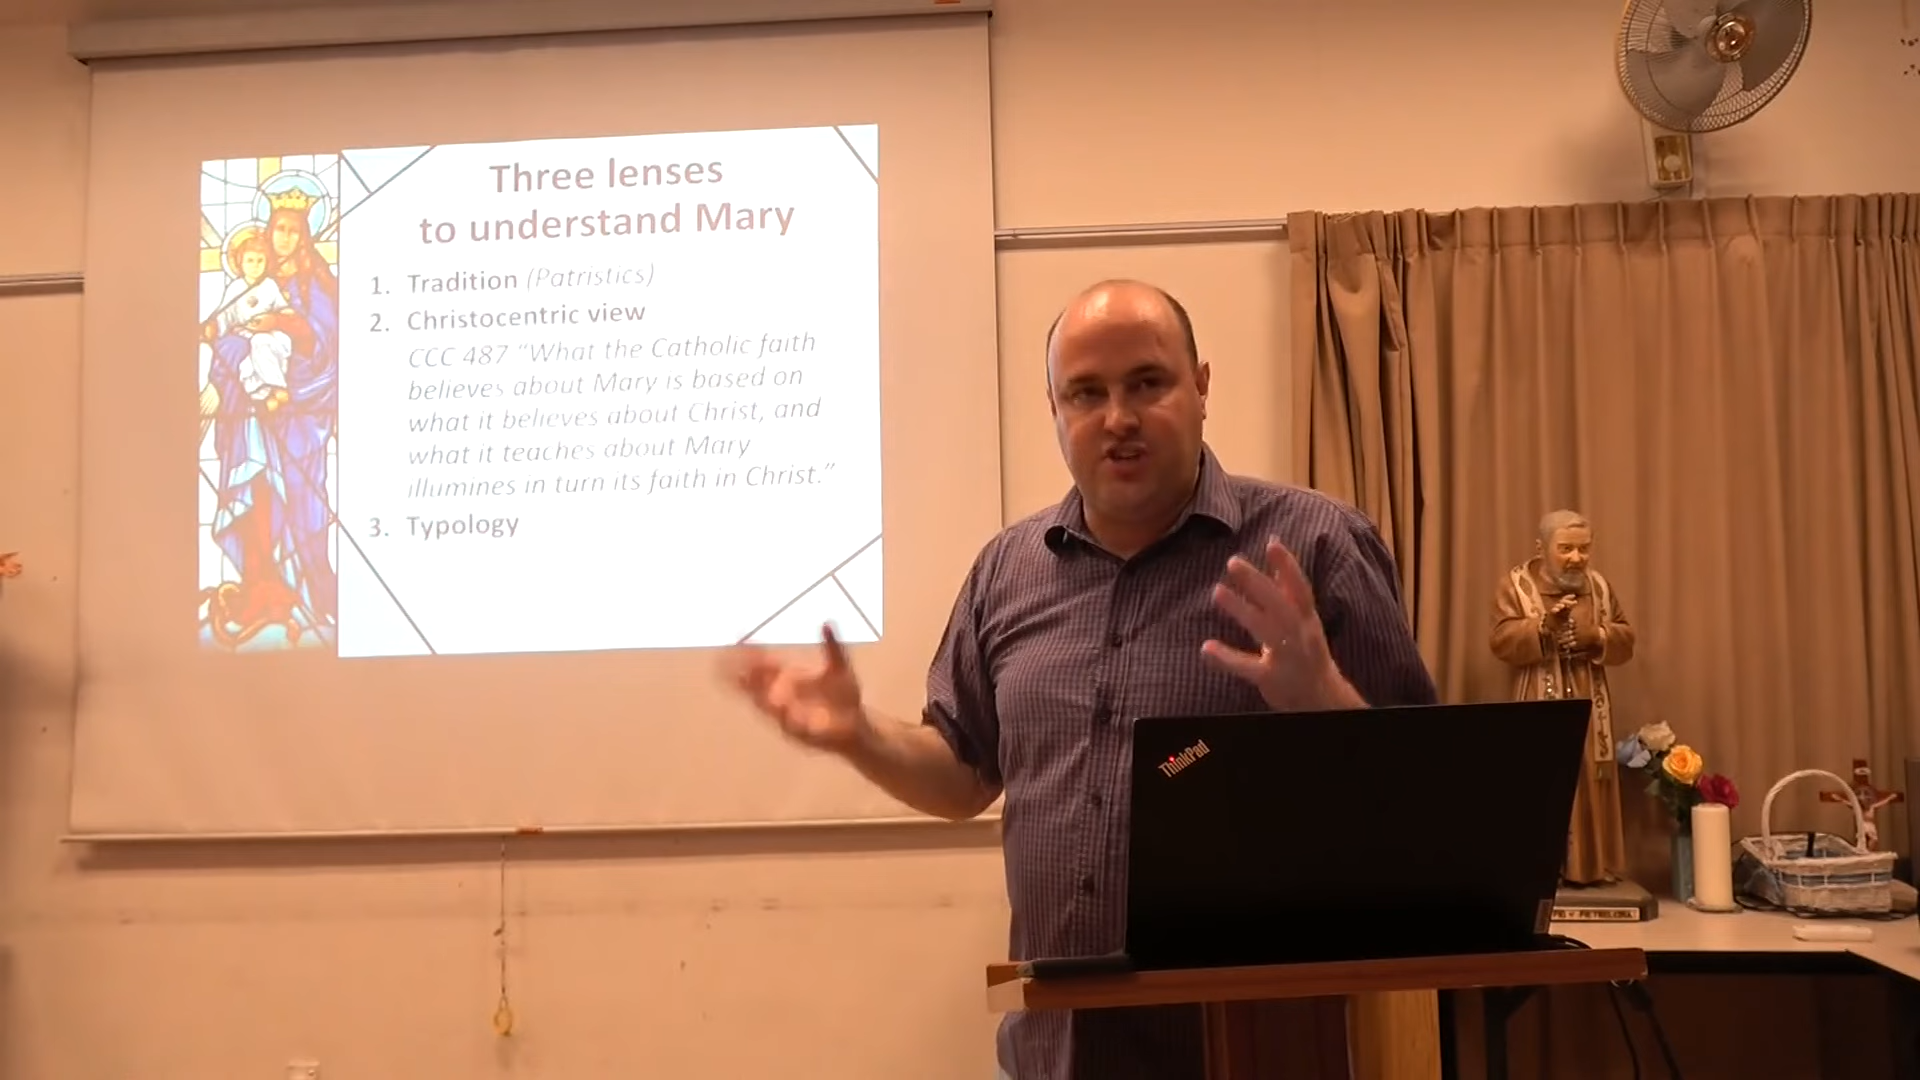 Three lenses
to understand Mary
1. Tradition (Patristics)
2. Christocentric view
CCC 487 “What the Catholic faith
believes about Mary is based on
what it believes about Christ, and
what it teaches about Mary
illumines in turn its faith in Christ.”
3. Typology
ThinkPad